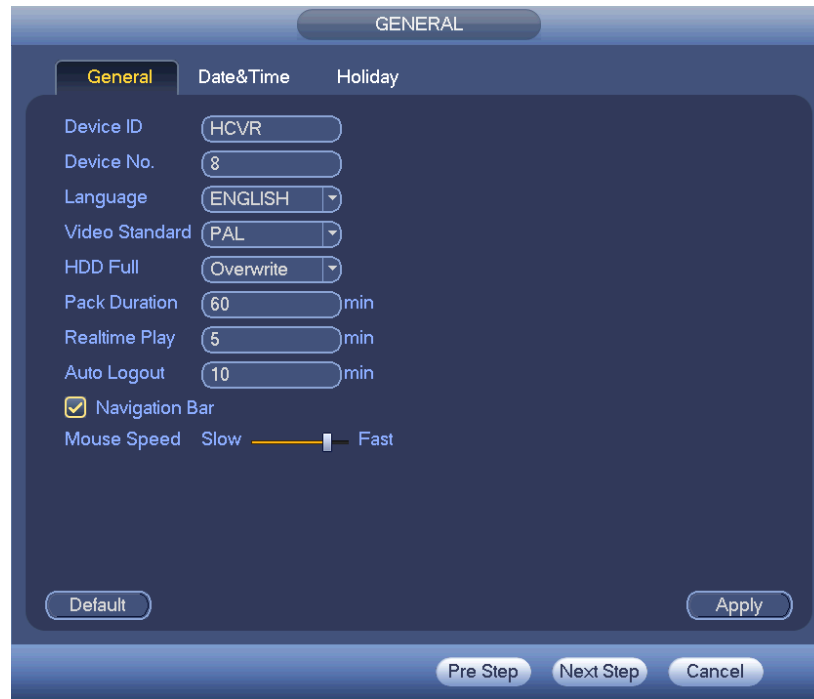 GENERAL
General Date&Time Holiday
Device ID HCVR
Device No. 8
Language ENGLISH
Video Standard PAL
HDD Full Overwrite
Pack Duration 60 min
Realtime Play 5 min
Auto Logout 10 min
Navigation Bar
Mouse Speed Slow Fast
Default Apply
Pre Step Next Step Cancel